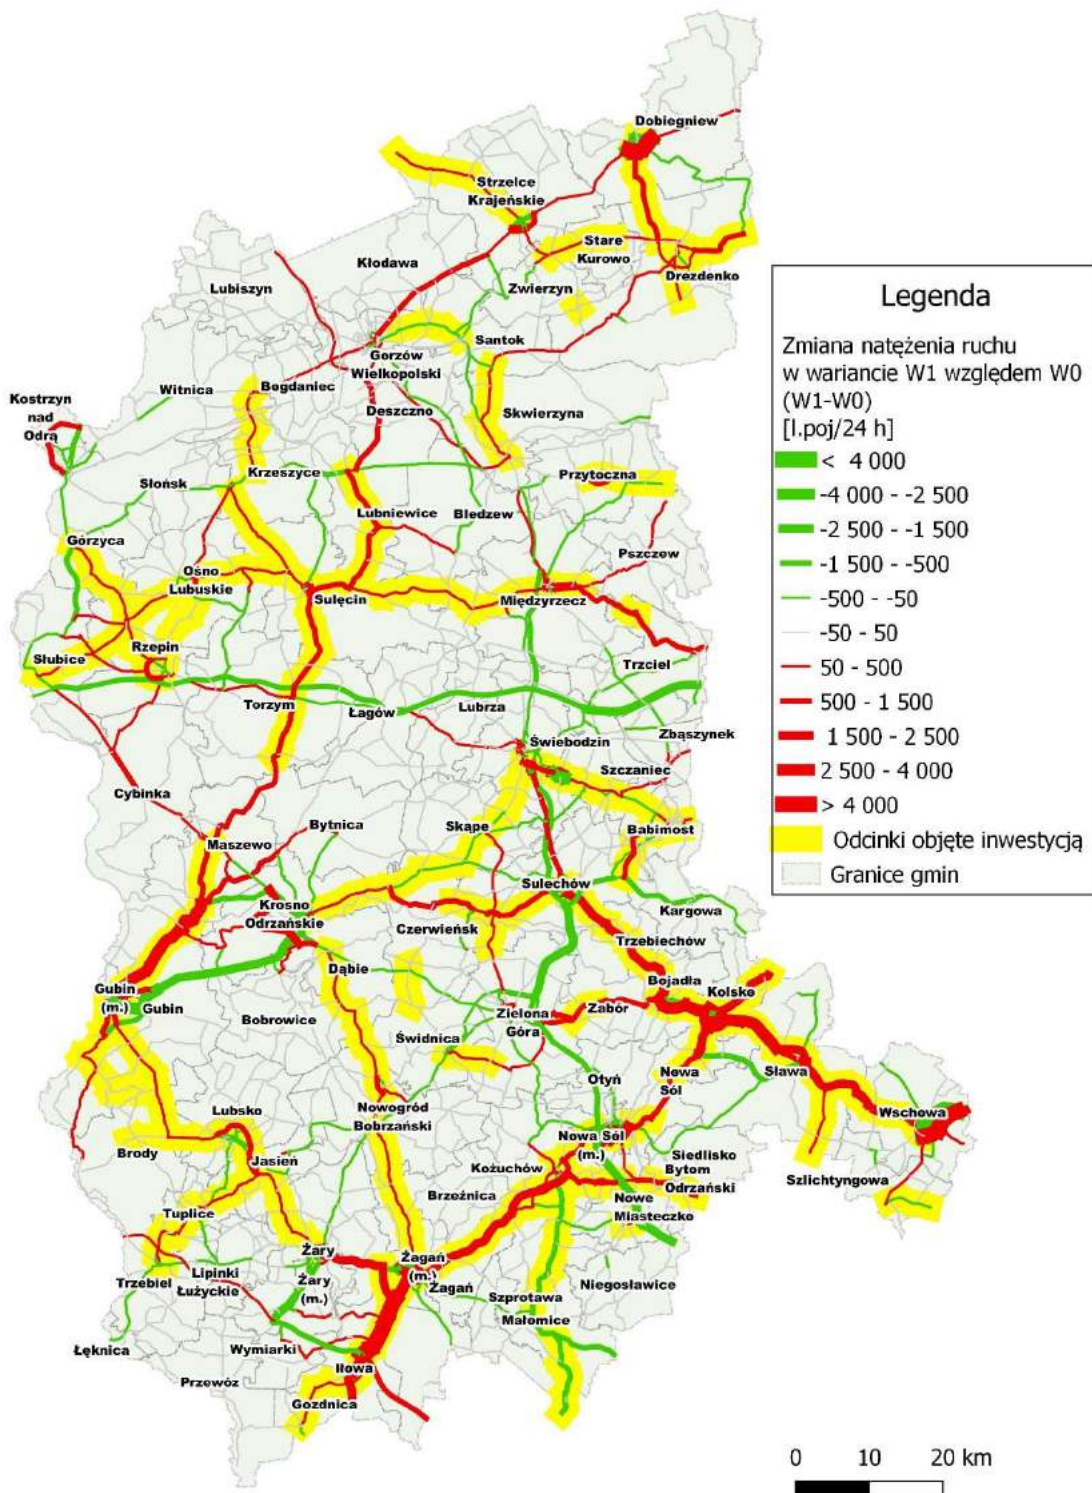 Dobiegniew
Strzelce
Krajeńskie
Stare
Kurowo
Drezdenko
Kłodawa
Lubiszyn
Zwierzyn
Santok
Gorzów
Wielkopolski
Witnica
Bogdaniec
Kostrzyn
nad
Odrą
Deszczno
Skwierzyna
Krzeszyce
Przytoczna
Słońsk
Lubniewice
Bledzew
Górzyca
Pszczew
Ośno
Lubuskie
Sulęcin
Międzyrzecz
Rzepin
Słubice
Trzciel
Torzym
Łagów
Lubrza
Zbąszynek
Świebodzin
Szczaniec
Cybinka
Bytnica
Skąpe
Babimost
Maszewo
Sulechów
Krosno
Odrzańskie
Kargowa
Czerwieńsk
Trzebiechów
Dąbie
Bojadła
Kolsko
Gubin
(m.)
Gubin
Zabór
Zielona
Góra
Bobrowice
Świdnica
Otyń
Nowa
Sól
Sława
Nowogród
Bobrzański
Lubsko
Wschowa
Nowa Sól
(m.)
Brody
Jasień
Siedlisko
Kożuchów
Bytom
Odrzański
Szlichtyngowa
Brzeźnica
Nowe
Miasteczko
Tuplice
Żary
Żagań
(m.)
Żagań
Trzebiel
Lipinki
Łużyckie
Żary
(m.)
Niegosławice
Szprotawa
Małomice
Łęknica
Wymiarki
Iłowa
Przewóz
Gozdnica
Legenda
Zmiana natężenia ruchu
w wariancie W1 względem W0
(W1-W0)
[l.poj/24 h]
< 4 000
-4 000 - -2 500
-2 500 - -1 500
-1 500 - -500
-500 - -50
-50 - 50
50 - 500
500 - 1 500
1 500 - 2 500
2 500 - 4 000
> 4 000
Odcinki objęte inwestycją
Granice gmin
0 10 20 km